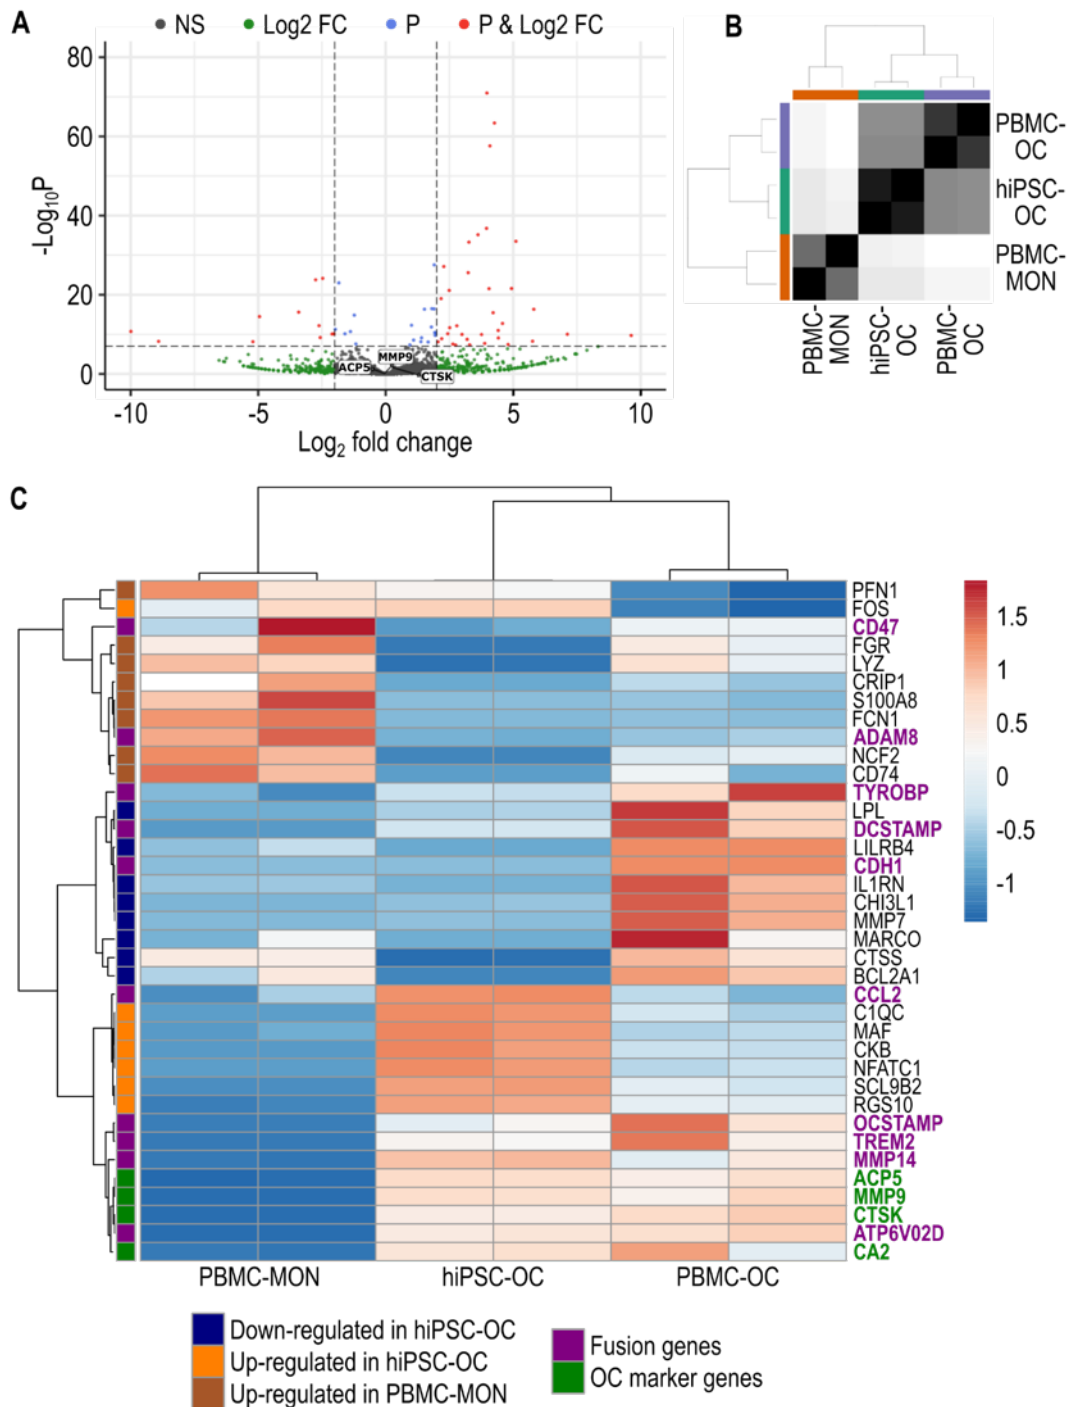 A
NS Log2 FC P P & Log2 FC
80
60
40
20
0
-Log10P
MMP9
ACP5
CTSK
-10 -5 0 5 10
Log2 fold change
B
PBMC-
OC
hiPSC-
OC
PBMC-
MON
PBMC-
MON
hiPSC-
OC
PBMC-
OC
C
PFN1
FOS
CD47
FGR
LYZ
CRIP1
S100A8
FCN1
ADAM8
NCF2
CD74
TYROBP
LPL
DCSTAMP
LILRB4
CDH1
IL1RN
CHI3L1
MMP7
MARCO
CTSS
BCL2A1
CCL2
C1QC
MAF
CKB
NFATC1
SCL9B2
RGS10
OCSTAMP
TREM2
MMP14
ACP5
MMP9
CTSK
ATP6V02D
CA2
1.5
1
0.5
0
-0.5
-1
PBMC-MON hiPSC-OC PBMC-OC
Down-regulated in hiPSC-OC
Up-regulated in hiPSC-OC
Up-regulated in PBMC-MON
Fusion genes
OC marker genes